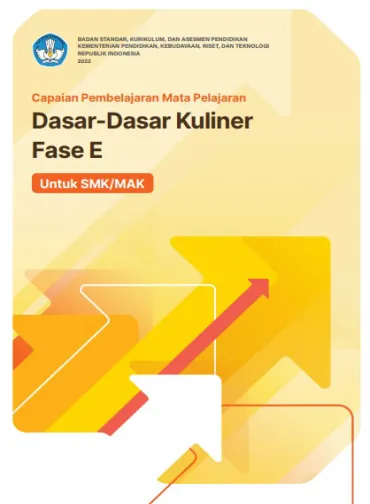 BADAN STANDAR, KURIKULUM, DAN ASESMEN PENDIDIKAN
KEMENTERIAN PENDIDIKAN, KEBUDAYAAN, RISET, DAN TEKNOLOGI
REPUBLIK INDONESIA
2022
Capaian Pembelajaran Mata Pelajaran
Dasar-Dasar Kuliner
Fase E
Untuk SMK/MAK